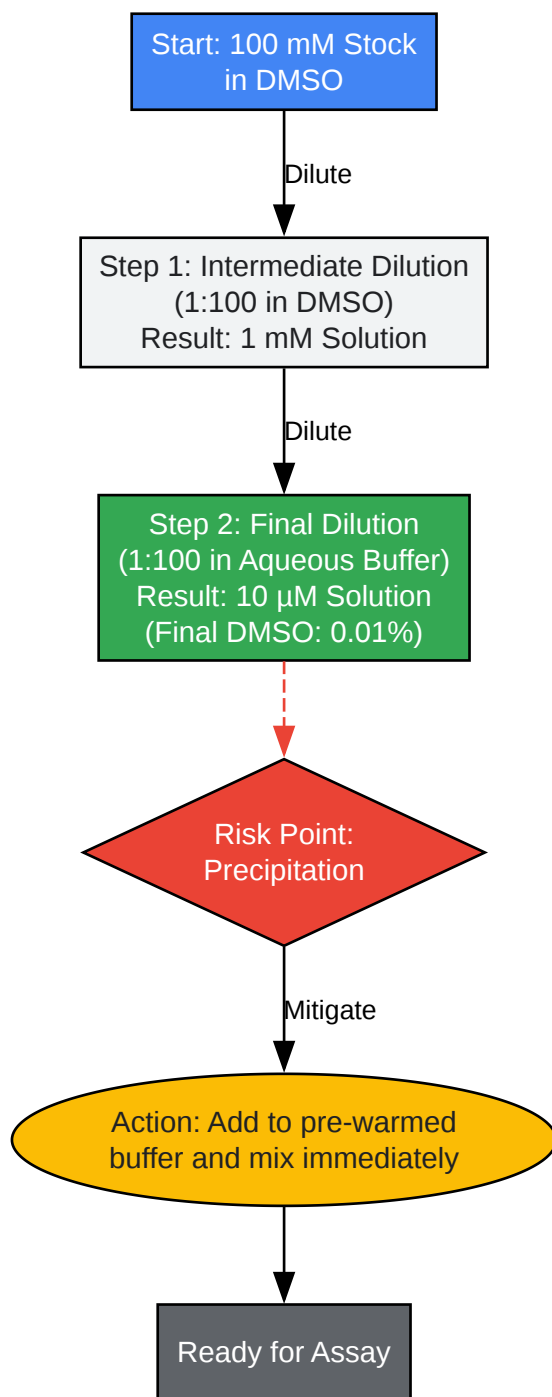 Start: 100 mM Stock
in DMSO
Dilute
Step 1: Intermediate Dilution
(1:100 in DMSO)
Result: 1 mM Solution
Dilute
Step 2: Final Dilution
(1:100 in Aqueous Buffer)
Result: 10 µM Solution
(Final DMSO: 0.01%)
Risk Point:
Precipitation
Mitigate
Action: Add to pre-warmed
buffer and mix immediately
Ready for Assay